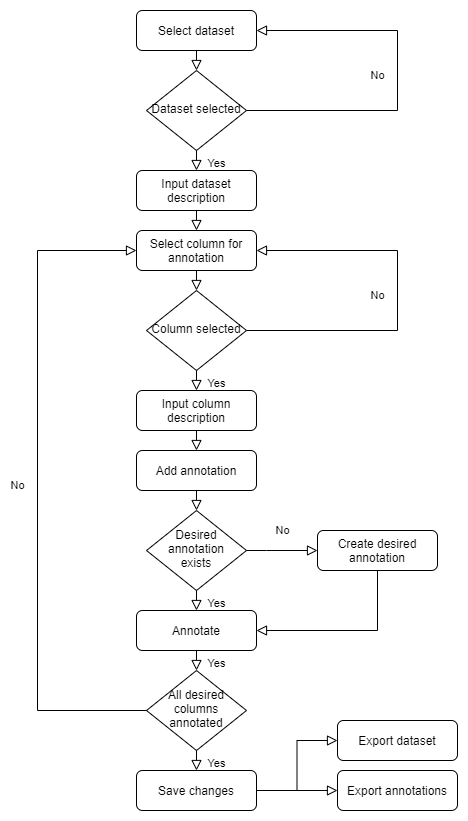 Select dataset
No
Dataset selected
Yes
Input dataset
description
Select column for
annotation
No
Column selected
Yes
Input column
description
Add annotation
No
Desired
annotation
exists
No
Create desired
annotation
Yes
Annotate
Yes
All desired
columns
annotated
Yes
Export dataset
Save changes
Export annotations